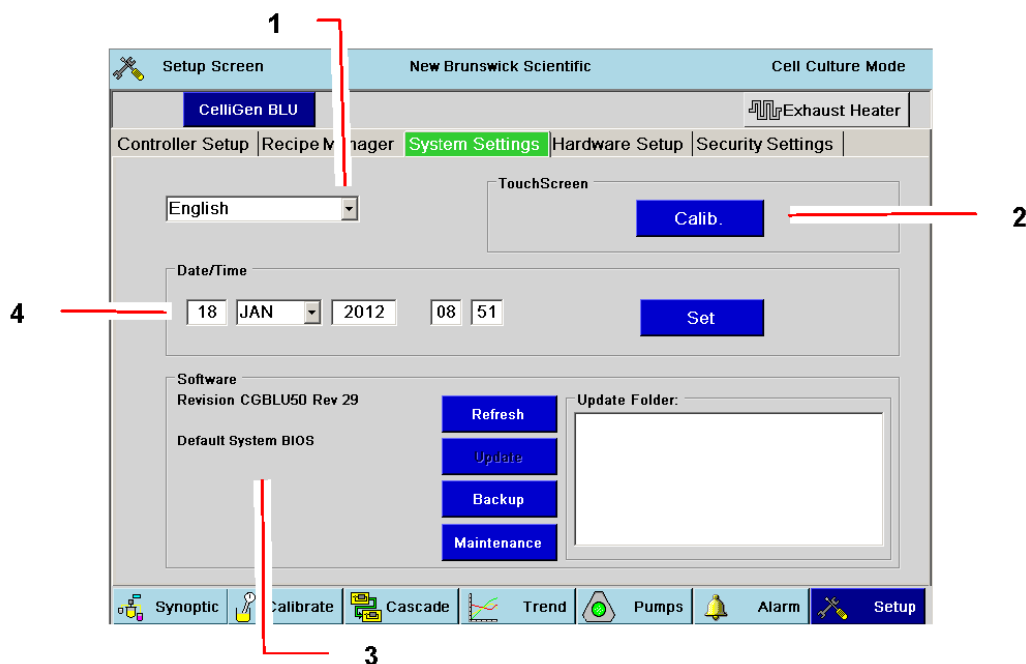 1
Setup Screen New Brunswick Scientific Cell Culture Mode
CelliGen BLU Exhaust Heater
Controller Setup Recipe M nager System Settings Hardware Setup Security Settings
TouchScreen
English
Calib.
2
Date/Time
4
18 JAN 2012 08 51 Set
Software
Revision CGBLU50 Rev 29
Refresh
Update Folder:
Default System BIOS
Update
Backup
Maintenance
Synoptic Calibrate Cascade Trend Pumps Alarm Setup
3